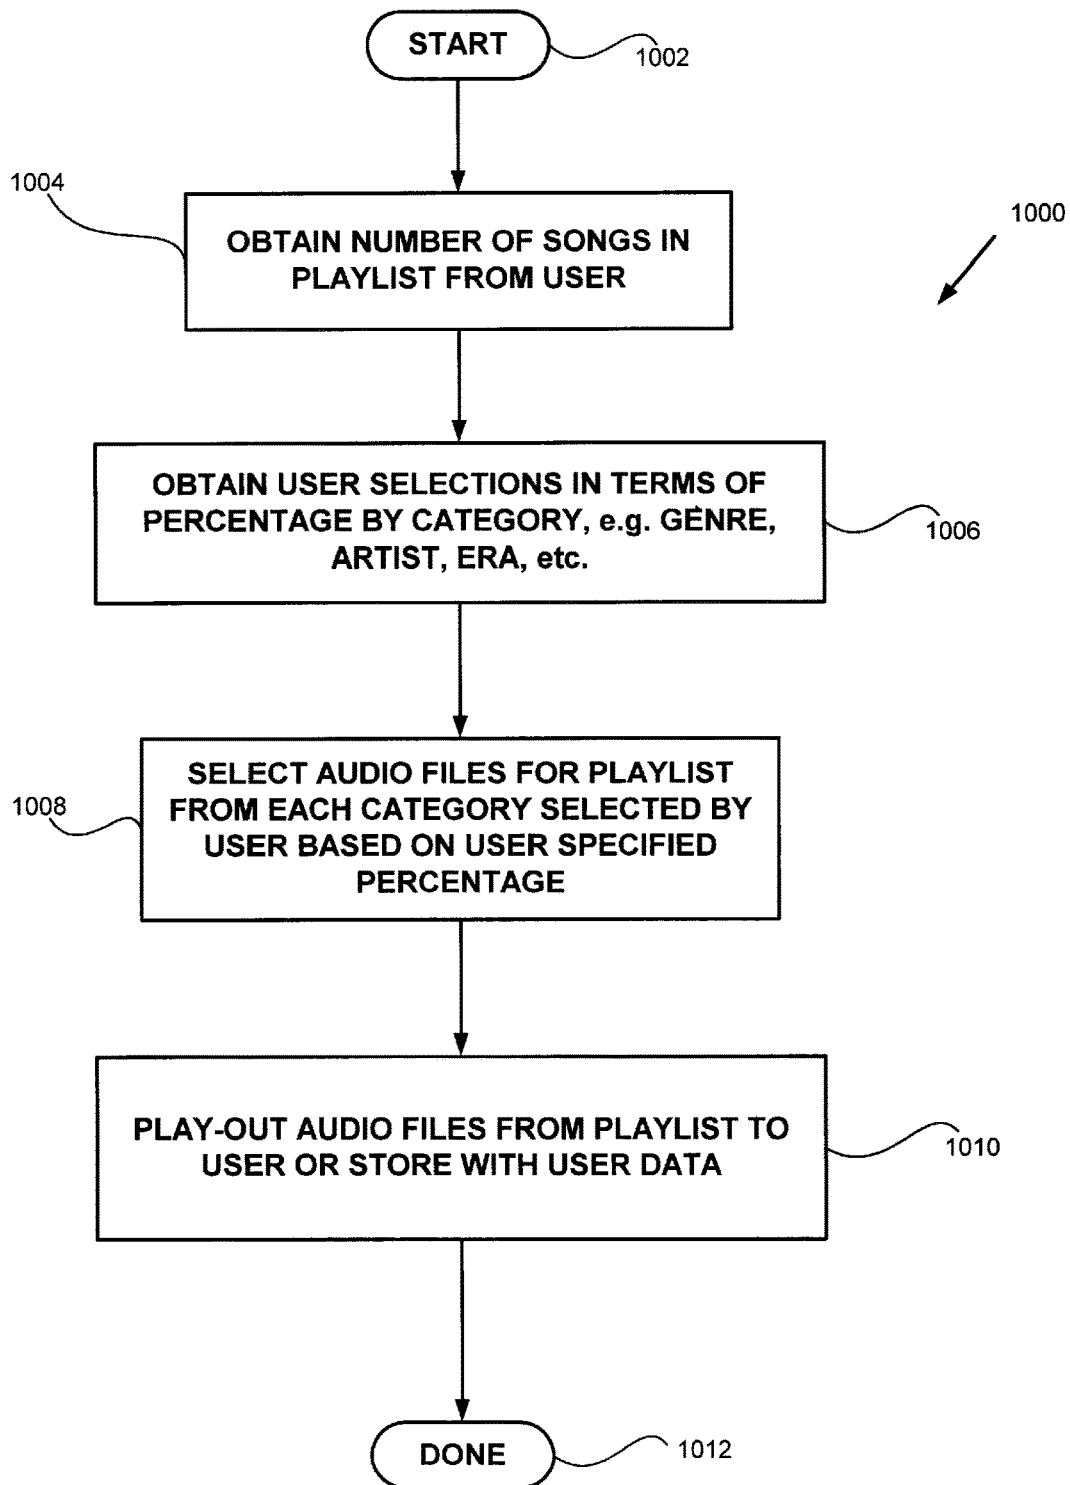 START
1002
1004
OBTAIN NUMBER OF SONGS IN
PLAYLIST FROM USER
1000
OBTAIN USER SELECTIONS IN TERMS OF
PERCENTAGE BY CATEGORY, e.g. GENRE,
ARTIST, ERA, etc.
1006
SELECT AUDIO FILES FOR PLAYLIST
FROM EACH CATEGORY SELECTED BY
USER BASED ON USER SPECIFIED
PERCENTAGE
1008
PLAY-OUT AUDIO FILES FROM PLAYLIST TO
USER OR STORE WITH USER DATA
1010
DONE
1012